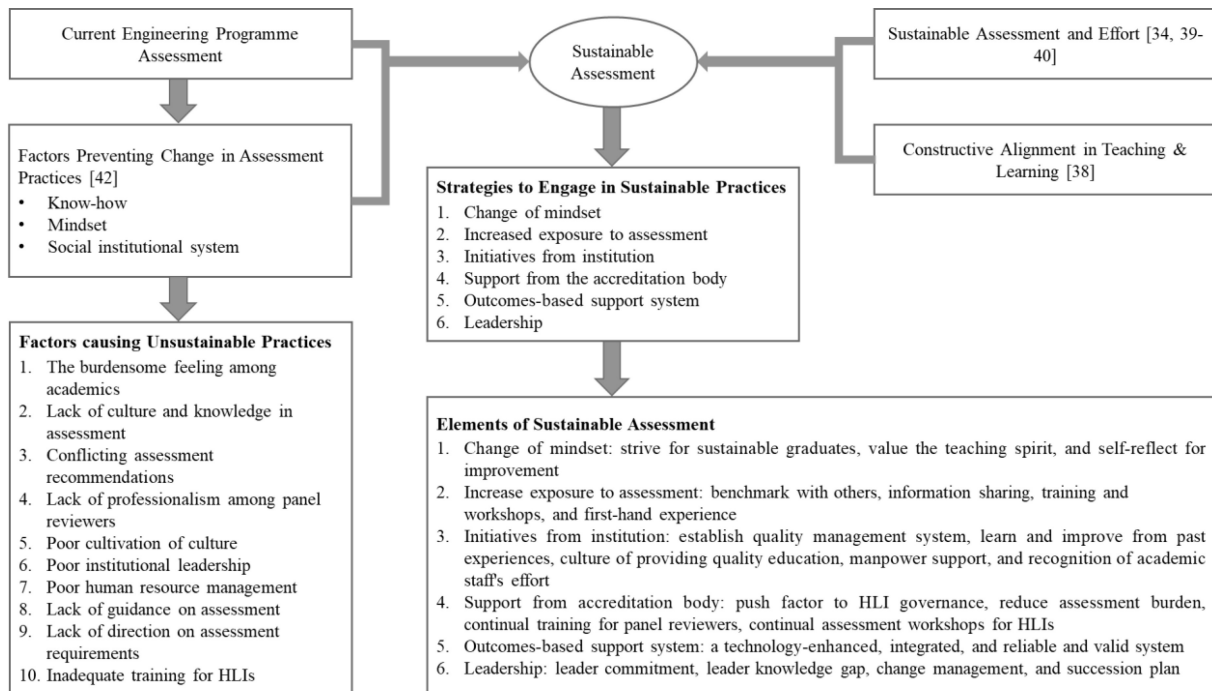 Current Engineering Programme
Assessment
Factors Preventing Change in Assessment
Practices [42]
• Know-how
• Mindset
• Social institutional system
Factors causing Unsustainable Practices
1. The burdensome feeling among
academics
2. Lack of culture and knowledge in
assessment
3. Conflicting assessment
recommendations
4. Lack of professionalism among panel
reviewers
5. Poor cultivation of culture
6. Poor institutional leadership
7. Poor human resource management
8. Lack of guidance on assessment
9. Lack of direction on assessment
requirements
10. Inadequate training for HLIs
Sustainable
Assessment
Strategies to Engage in Sustainable Practices
1. Change of mindset
2. Increased exposure to assessment
3. Initiatives from institution
4. Support from the accreditation body
5. Outcomes-based support system
6. Leadership
Sustainable Assessment and Effort [34, 39-
40]
Constructive Alignment in Teaching &
Learning [38]
Elements of Sustainable Assessment
1. Change of mindset: strive for sustainable graduates, value the teaching spirit, and self-reflect for
improvement
2. Increase exposure to assessment: benchmark with others, information sharing, training and
workshops, and first-hand experience
3. Initiatives from institution: establish quality management system, learn and improve from past
experiences, culture of providing quality education, manpower support, and recognition of academic
staff's effort
4. Support from accreditation body: push factor to HLI governance, reduce assessment burden,
continual training for panel reviewers, continual assessment workshops for HLIs
5. Outcomes-based support system: a technology-enhanced, integrated, and reliable and valid system
6. Leadership: leader commitment, leader knowledge gap, change management, and succession plan